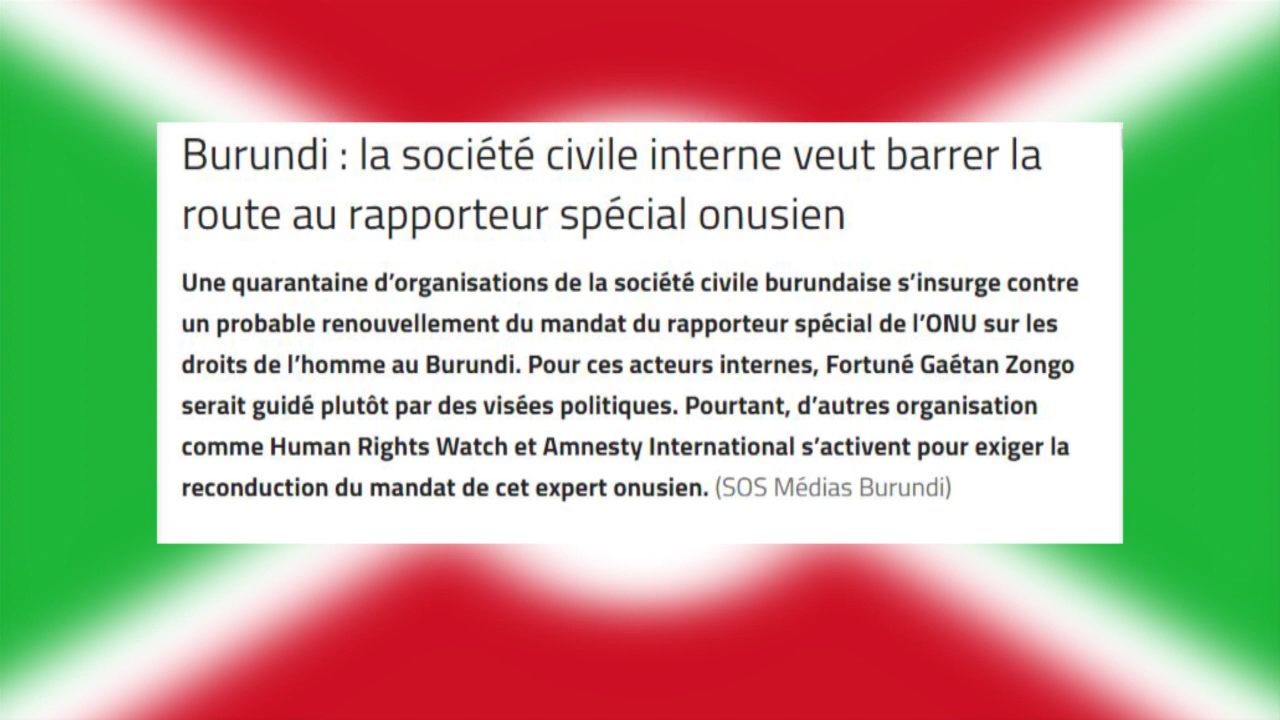 Burundi : la société civile interne veut barrer la
route au rapporteur spécial onusien
Une quarantaine d’organisations de la société civile burundaise s’insurge contre
un probable renouvellement du mandat du rapporteur spécial de l’ONU sur les
droits de l’homme au Burundi. Pour ces acteurs internes, Fortuné Gaétan Zongo
serait guidé plutôt par des visées politiques. Pourtant, d’autres organisation
comme Human Rights Watch et Amnesty International s’activent pour exiger la
reconduction du mandat de cet expert onusien. (SOS Médias Burundi)